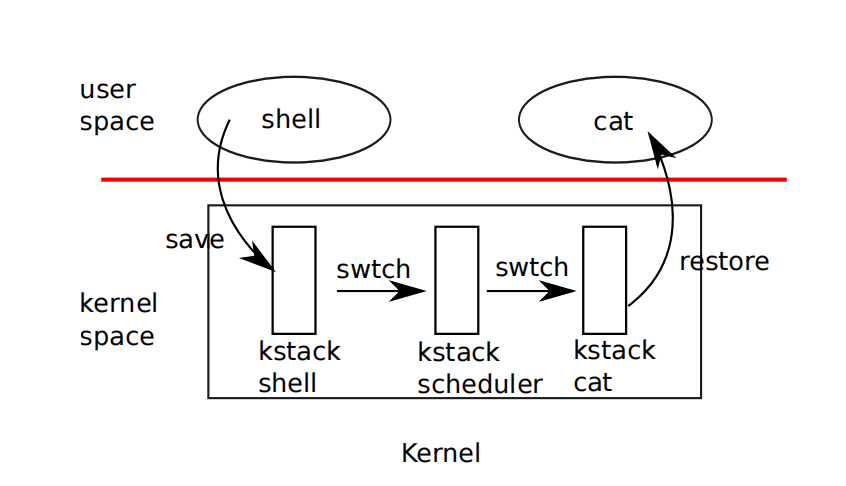 user
space
shell
cat
save
swtch
swtch
restore
kernel
space
kstack
shell
kstack
scheduler
kstack
cat
Kernel